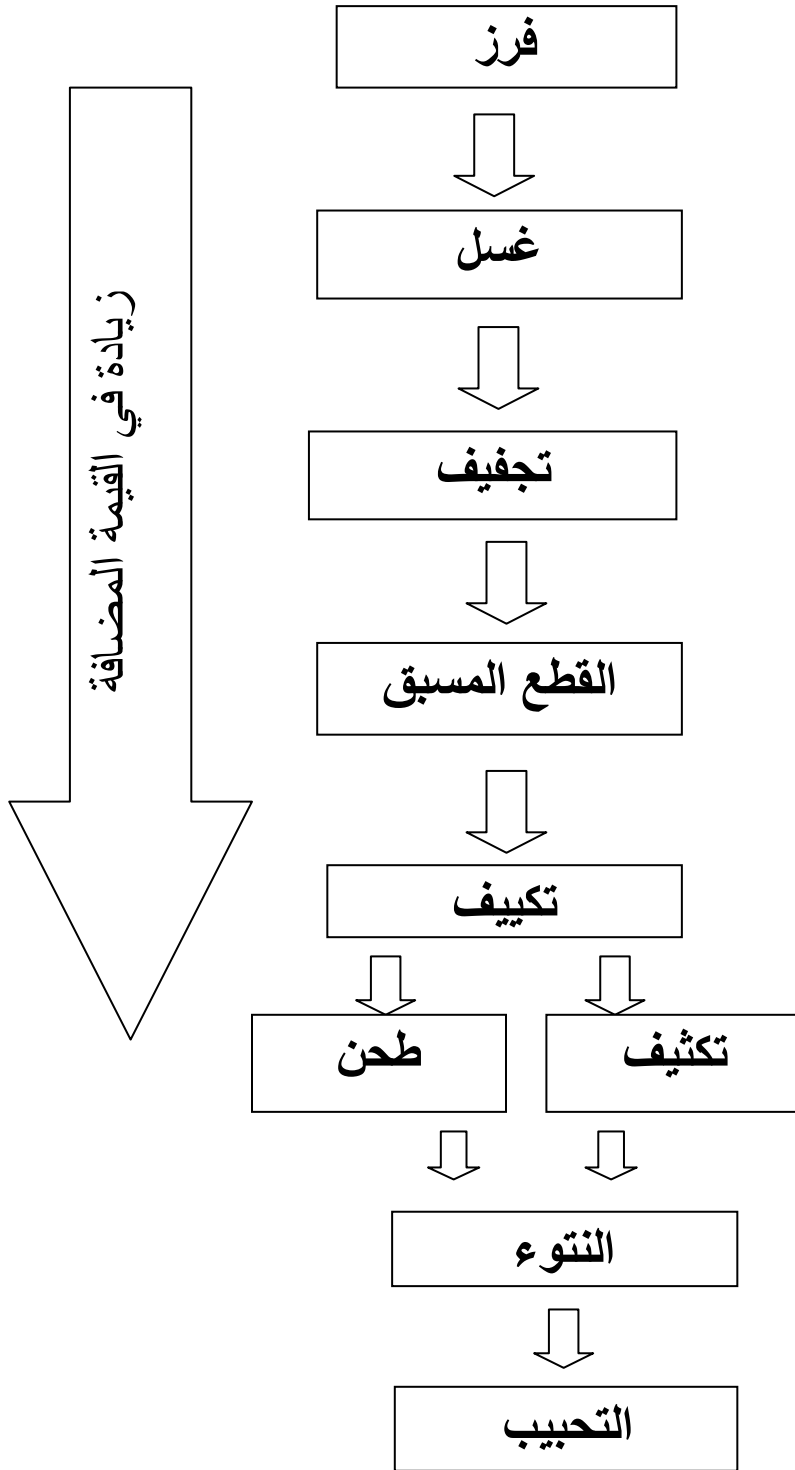 فرز
غسل
تجفيف
القطع المسبق
تكييف
تكثيف
طحن
النتوء
التحبيب
زيادة في القيمة المضافة